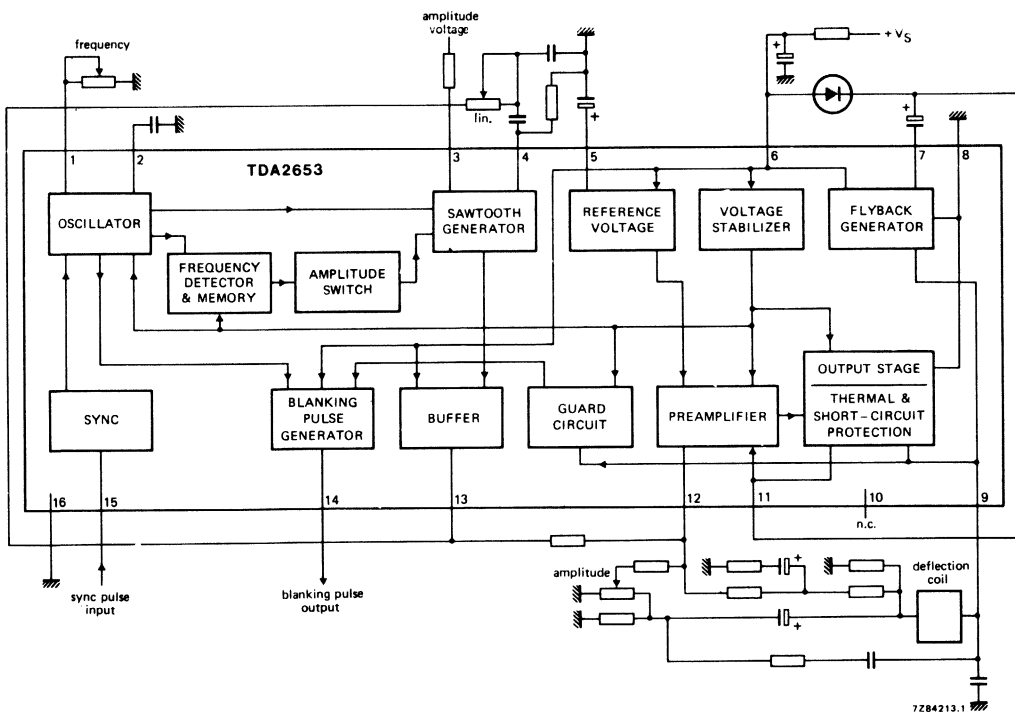 amplitude
voltage
frequency
+
+ VS
lin.
+
+
1
2
3
4
5
6
7
8
TDA2653
OSCILLATOR
SAWTOOTH
GENERATOR
REFERENCE
VOLTAGE
VOLTAGE
STABILIZER
FLYBACK
GENERATOR
FREQUENCY
DETECTOR
& MEMORY
AMPLITUDE
SWITCH
SYNC
BLANKING
PULSE
GENERATOR
BUFFER
GUARD
CIRCUIT
PREAMPLIFIER
OUTPUT STAGE
THERMAL &
SHORT-CIRCUIT
PROTECTION
16
15
14
13
12
11
10
9
n.c.
sync pulse
input
blanking pulse
output
amplitude
+
+
deflection
coil
7Z84213.1